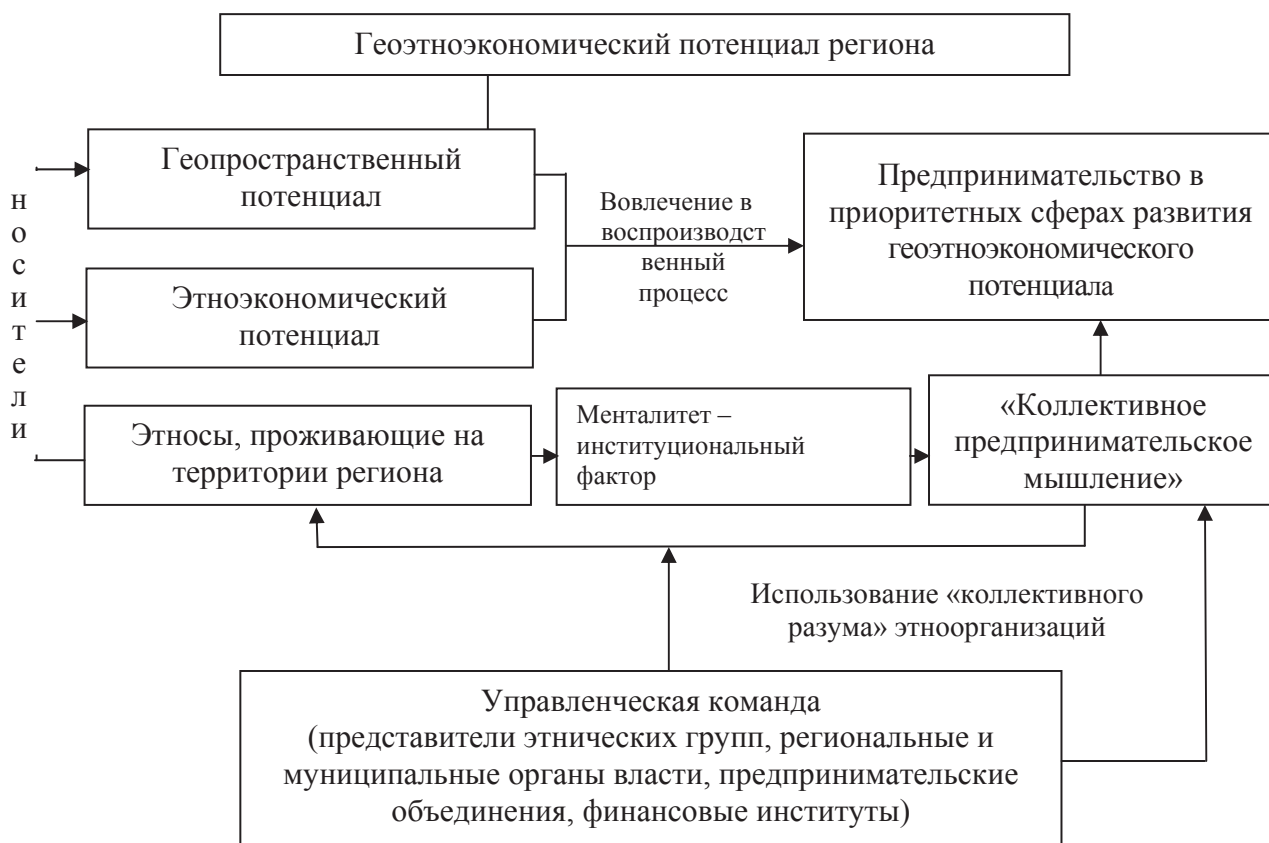 Геоэтноэкономический потенциал региона
носители
Геопространственный
потенциал
Вовлечение в
воспроизводст
венный
процесс
Предпринимательство в
приоритетных сферах развития
геоэтноэкономического
потенциала
Этноэкономический
потенциал
Этносы, проживающие на
территории региона
Менталитет –
институциональный
фактор
«Коллективное
предпринимательское
мышление»
Использование «коллективного
разума» этноорганизаций
Управленческая команда
(представители этнических групп, региональные и
муниципальные органы власти, предпринимательские
объединения, финансовые институты)